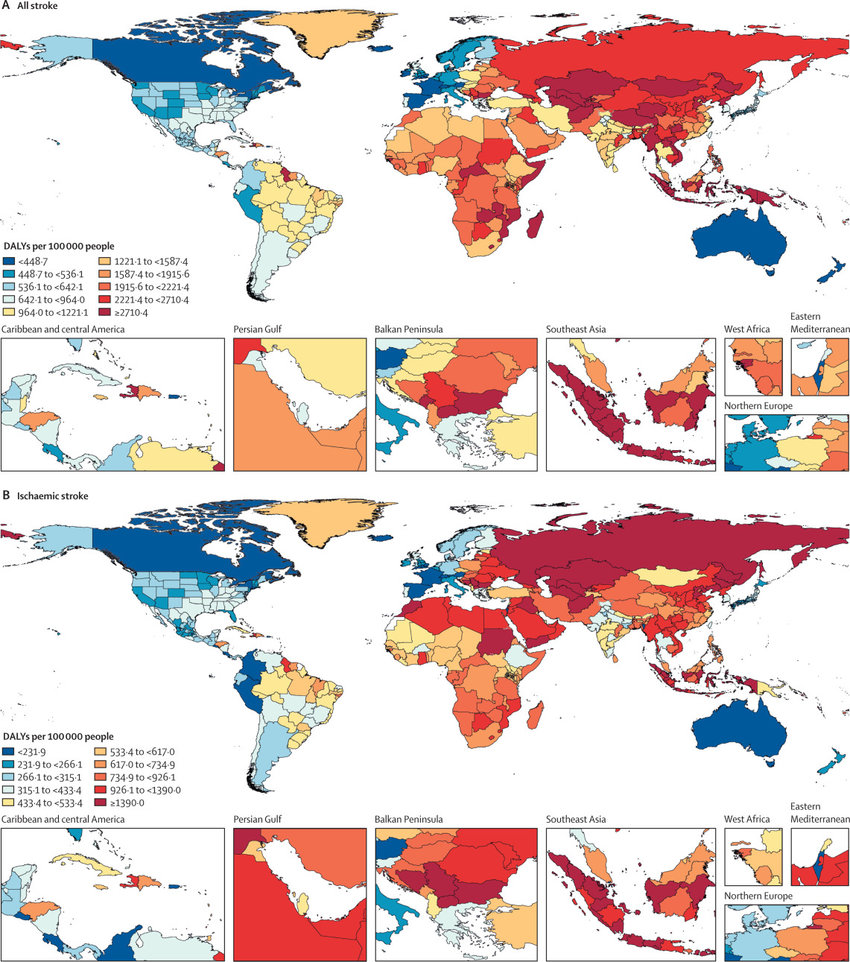 A All stroke
DALYs per 100 000 people
<448·7
448·7 to <536·1
536·1 to <642·1
642·1 to <964·0
964·0 to <1221·1
1221·1 to <1587·4
1587·4 to <1915·6
1915·6 to <2221·4
2221·4 to <2710·4
≥2710·4
Caribbean and central America
Persian Gulf
Balkan Peninsula
Southeast Asia
West Africa
Eastern
Mediterranean
Northern Europe
B Ischaemic stroke
DALYs per 100 000 people
<231·9
231·9 to <266·1
266·1 to <315·1
315·1 to <433·4
433·4 to <533·4
533·4 to <617·0
617·0 to <734·9
734·9 to <926·1
926·1 to <1390·0
≥1390·0
Caribbean and central America
Persian Gulf
Balkan Peninsula
Southeast Asia
West Africa
Eastern
Mediterranean
Northern Europe